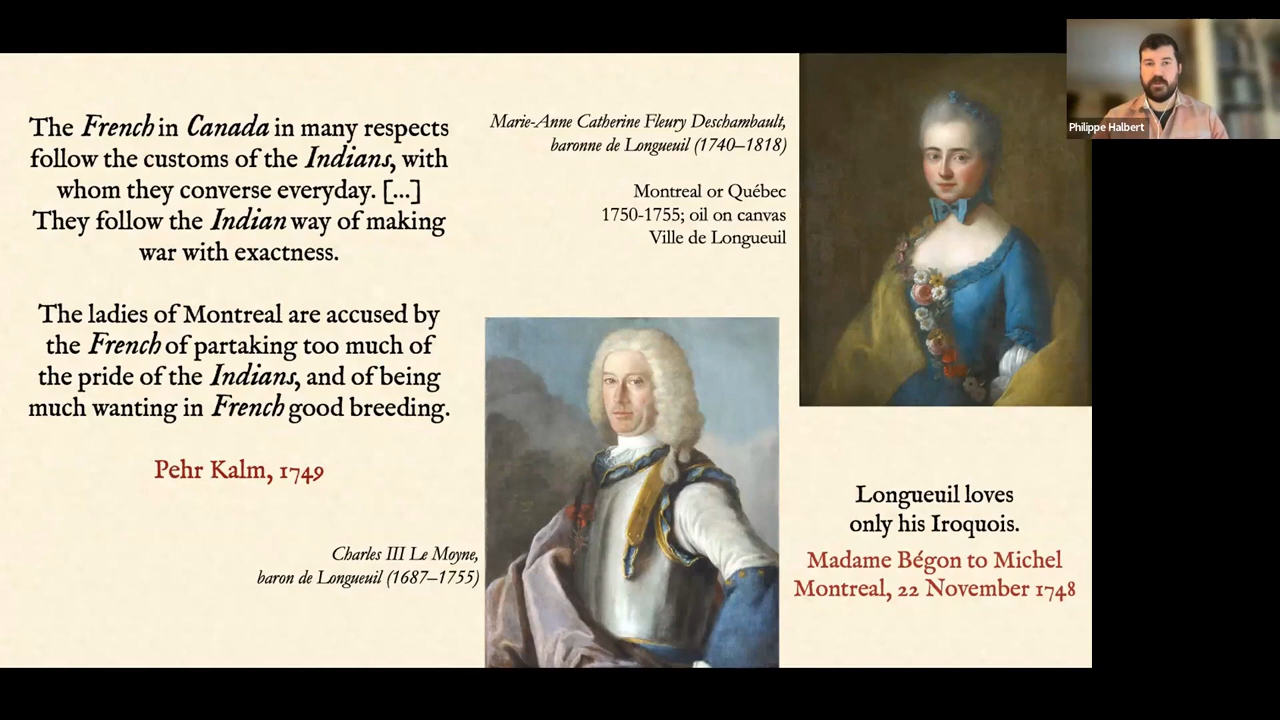 The French in Canada in many respects
follow the customs of the Indians, with
whom they converse everyday. [...]
They follow the Indian way of making
war with exactness.
The ladies of Montreal are accused by
the French of partaking too much of
the pride of the Indians, and of being
much wanting in French good breeding.
Pehr Kalm, 1749
Marie-Anne Catherine Fleury Deschambault,
baronne de Longueuil (1740–1818)
Montreal or Québec
1750-1755; oil on canvas
Ville de Longueuil
Charles III Le Moyne,
baron de Longueuil (1687–1755)
Longueuil loves
only his Iroquois.
Madame Bégon to Michel
Montreal, 22 November 1748
Philippe Halbert